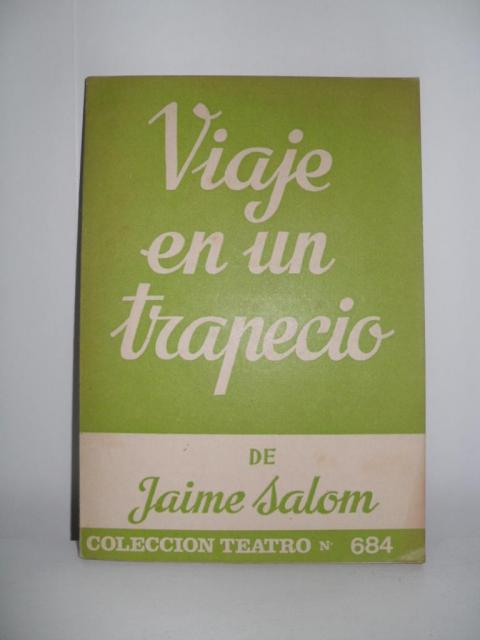 Viaje
en un
trapecio
DE
Jaime Salom
COLECCION TEATRO Nº 684